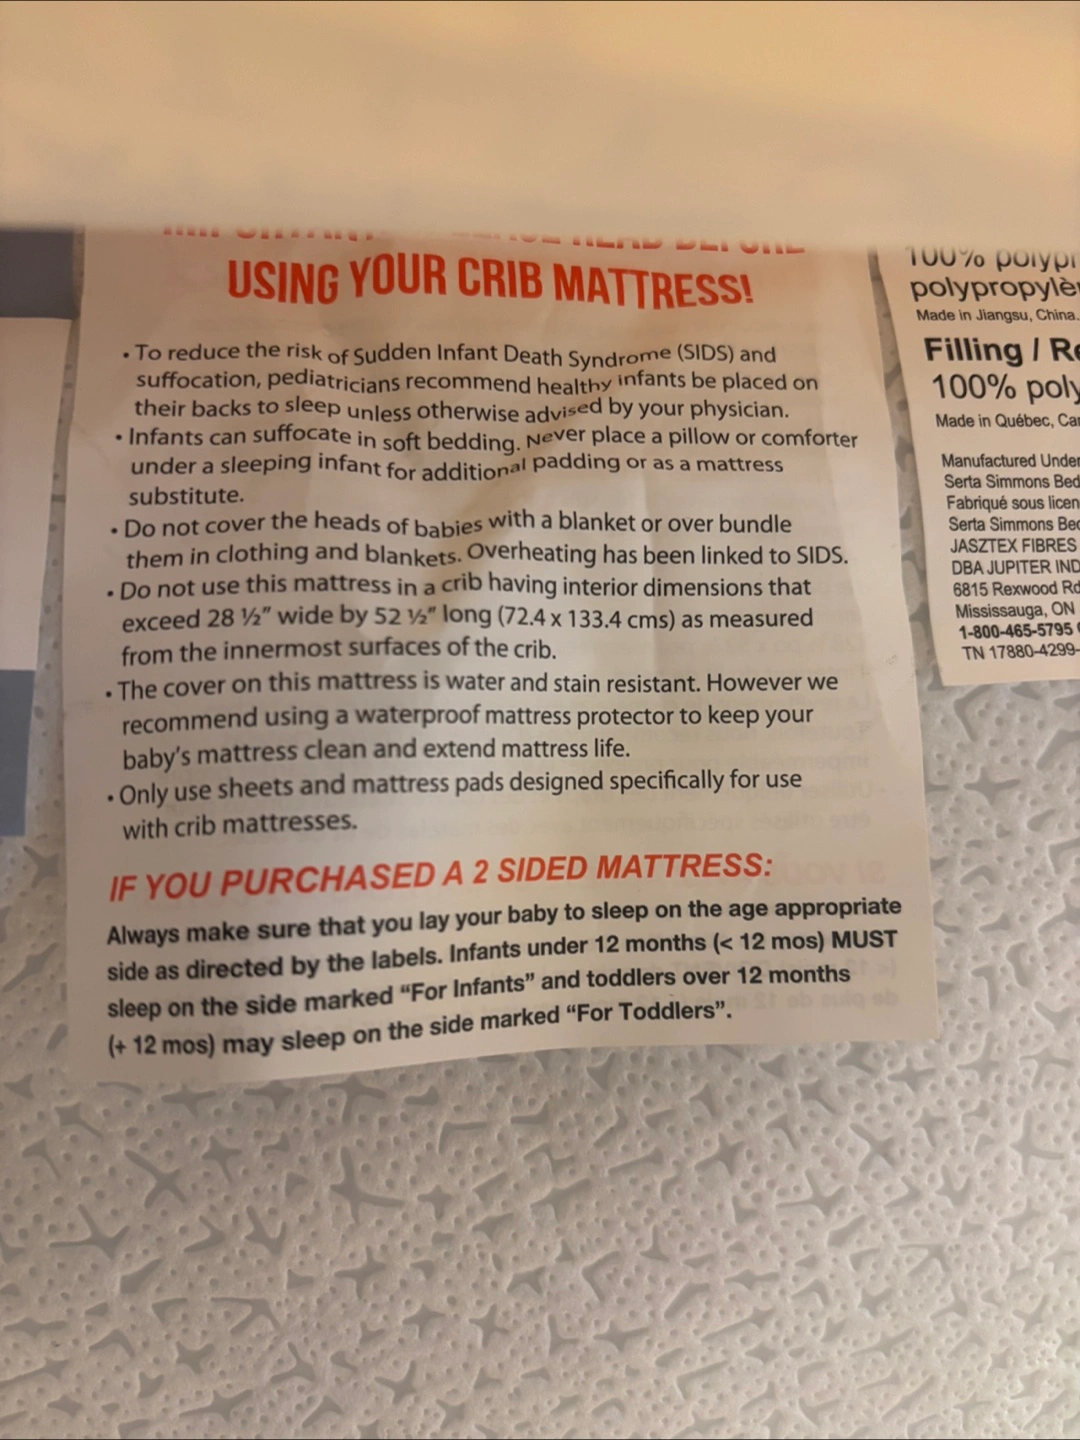 IMPORTANT: PLEASE READ BEFORE
USING YOUR CRIB MATTRESS!
• To reduce the risk of Sudden Infant Death Syndrome (SIDS) and
suffocation, pediatricians recommend healthy infants be placed on
their backs to sleep unless otherwise advised by your physician.
• Infants can suffocate in soft bedding. Never place a pillow or comforter
under a sleeping infant for additional padding or as a mattress
substitute.
• Do not cover the heads of babies with a blanket or over bundle
them in clothing and blankets. Overheating has been linked to SIDS.
• Do not use this mattress in a crib having interior dimensions that
exceed 28 ½" wide by 52 ½" long (72.4 x 133.4 cms) as measured
from the innermost surfaces of the crib.
• The cover on this mattress is water and stain resistant. However we
recommend using a waterproof mattress protector to keep your
baby's mattress clean and extend mattress life.
• Only use sheets and mattress pads designed specifically for use
with crib mattresses.
IF YOU PURCHASED A 2 SIDED MATTRESS:
Always make sure that you lay your baby to sleep on the age appropriate
side as directed by the labels. Infants under 12 months (< 12 mos) MUST
sleep on the side marked "For Infants" and toddlers over 12 months
(+ 12 mos) may sleep on the side marked "For Toddlers".
100%
Made in Jiangsu, China.
Filling /
100%
Made in Québec,
Manufactured Under
Serta Simmons
Fabriqué sous
Serta Simmons
JASZTEX FIBRES
DBA JUPITER
6815 Rexwood Rd
Mississauga, ON
1-800-465-5795
TN 17880-4299-